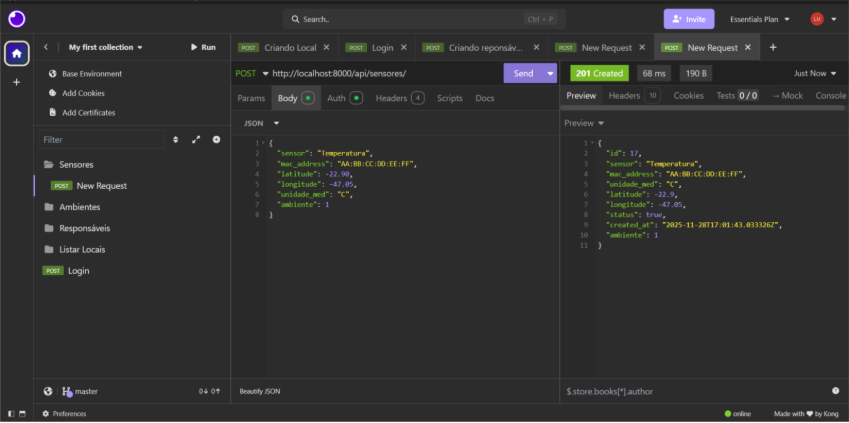 Search..
Ctrl + P
Invite
Essentials Plan
LU
My first collection
Run
Base Environment
Add Cookies
Add Certificates
Filter
Sensores
POST New Request
Ambientes
Responsáveis
Listar Locais
POST Login
master
0↓ 0↑
Preferences
POST Criando Local
POST Login
POST Criando reponsáv...
POST New Request
POST New Request
POST http://localhost:8000/api/sensores/
Send
Params Body Auth Headers 4 Scripts Docs
JSON
1 {
2 "sensor": "Temperatura",
3 "mac_address": "AA:BB:CC:DD:EE:FF",
4 "latitude": -22.90,
5 "longitude": -47.05,
6 "unidade_med": "C",
7 "ambiente": 1
8 }
Beautify JSON
201 Created 68 ms 190 B Just Now
Preview Headers 10 Cookies Tests 0 / 0 → Mock Console
Preview
1 {
2 "id": 17,
3 "sensor": "Temperatura",
4 "mac_address": "AA:BB:CC:DD:EE:FF",
5 "unidade_med": "C",
6 "latitude": -22.9,
7 "longitude": -47.05,
8 "status": true,
9 "created_at": "2025-11-28T17:01:43.033326Z",
10 "ambiente": 1
11 }
$.store.books[*].author
online
Made with ♥ by Kong